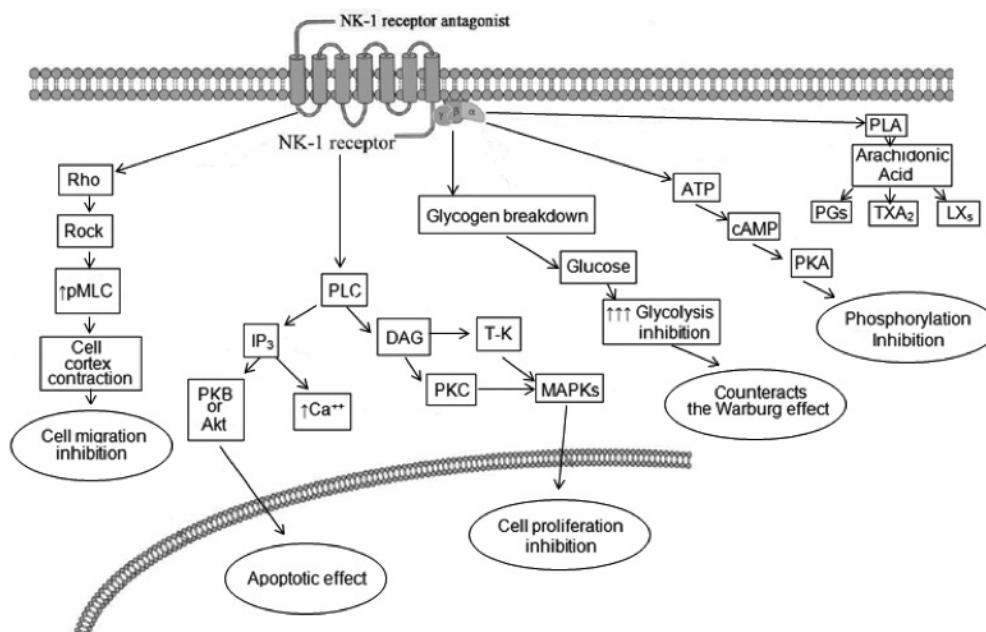 NK-1 receptor antagonist
γ
β
α
NK-1 receptor
PLA
Arachidonic
Acid
PGs
TXA₂
LXₛ
Rho
Rock
↑pMLC
Cell
cortex
contraction
Cell migration
inhibition
PLC
IP₃
PKB
or
Akt
↑Ca⁺⁺
Apoptotic effect
DAG
T-K
PKC
MAPKs
Cell proliferation
inhibition
Glycogen breakdown
Glucose
↑↑↑ Glycolysis
inhibition
Counteracts
the Warburg effect
ATP
cAMP
PKA
Phosphorylation
Inhibition